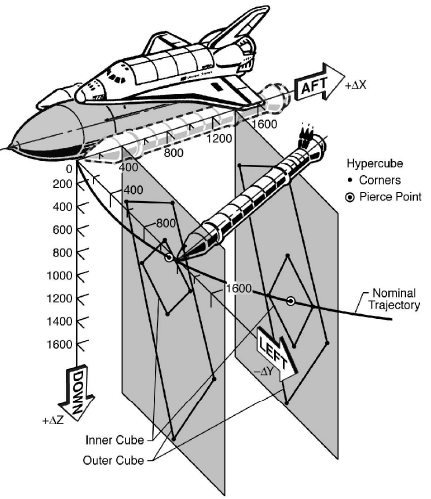 AFT
+ΔX
1600
1200
800
400
0
200
400
600
800
1000
1200
1400
1600
-400
-800
-1600
Hypercube
• Corners
Pierce Point
Nominal
Trajectory
LEFT
-ΔY
DOWN
+ΔZ
Inner Cube
Outer Cube